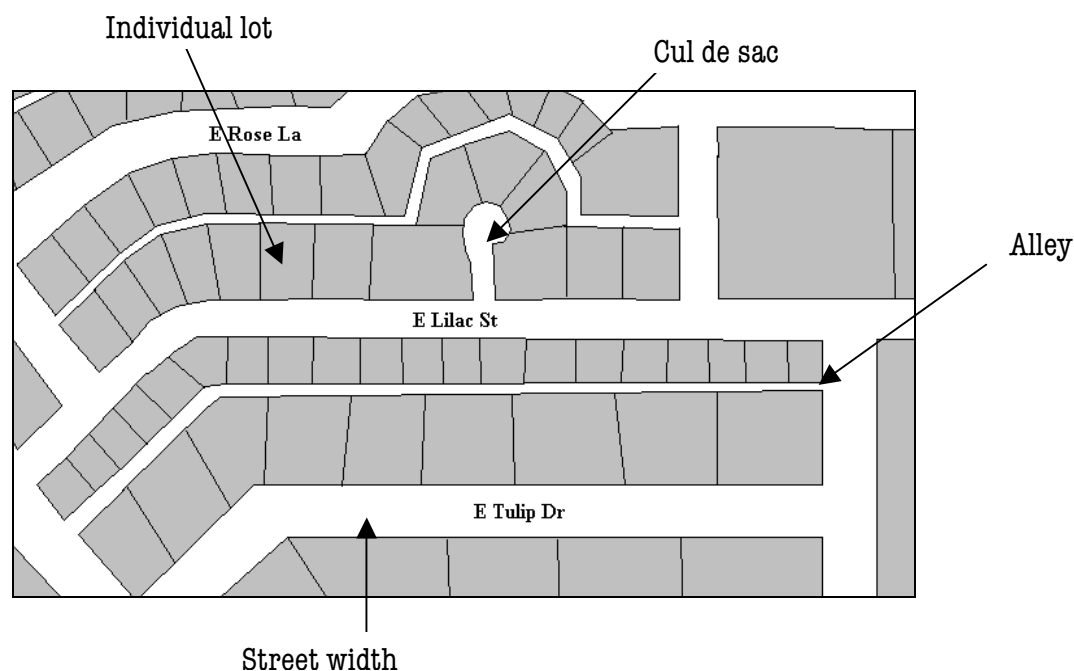 Individual lot
Cul de sac
E Rose La
Alley
E Lilac St
E Tulip Dr
Street width